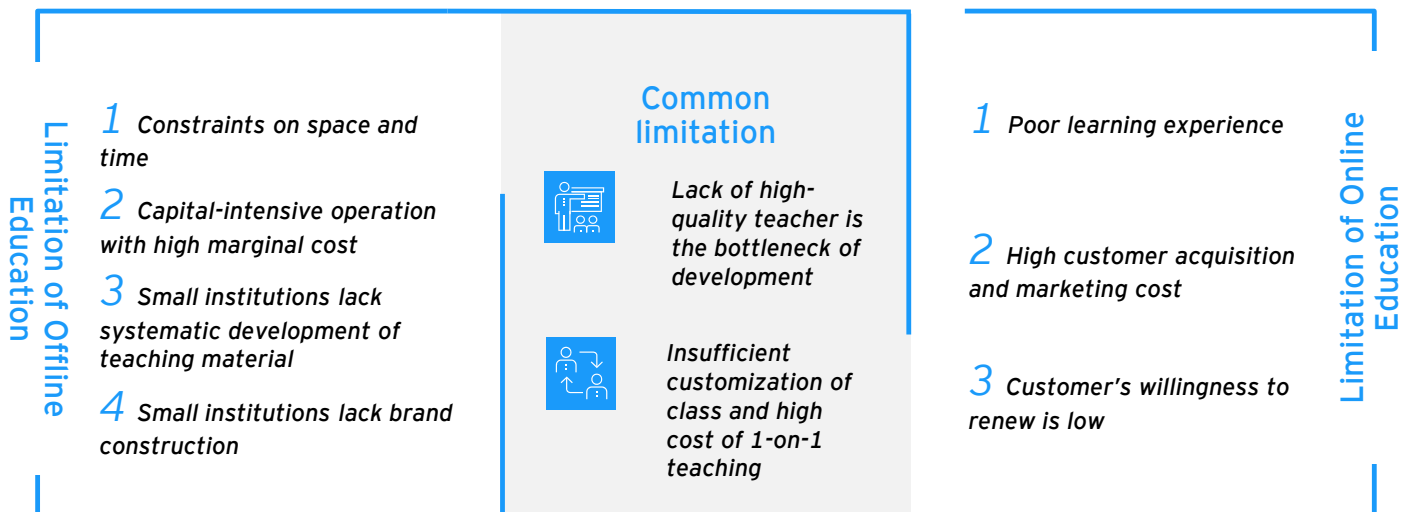 Limitation of Offline
Education
1 Constraints on space and
time
2 Capital-intensive operation
with high marginal cost
3 Small institutions lack
systematic development of
teaching material
4 Small institutions lack brand
construction
Common
limitation
Lack of high-
quality teacher is
the bottleneck of
development
Insufficient
customization of
class and high
cost of 1-on-1
teaching
1 Poor learning experience
2 High customer acquisition
and marketing cost
3 Customer’s willingness to
renew is low
Limitation of Online
Education